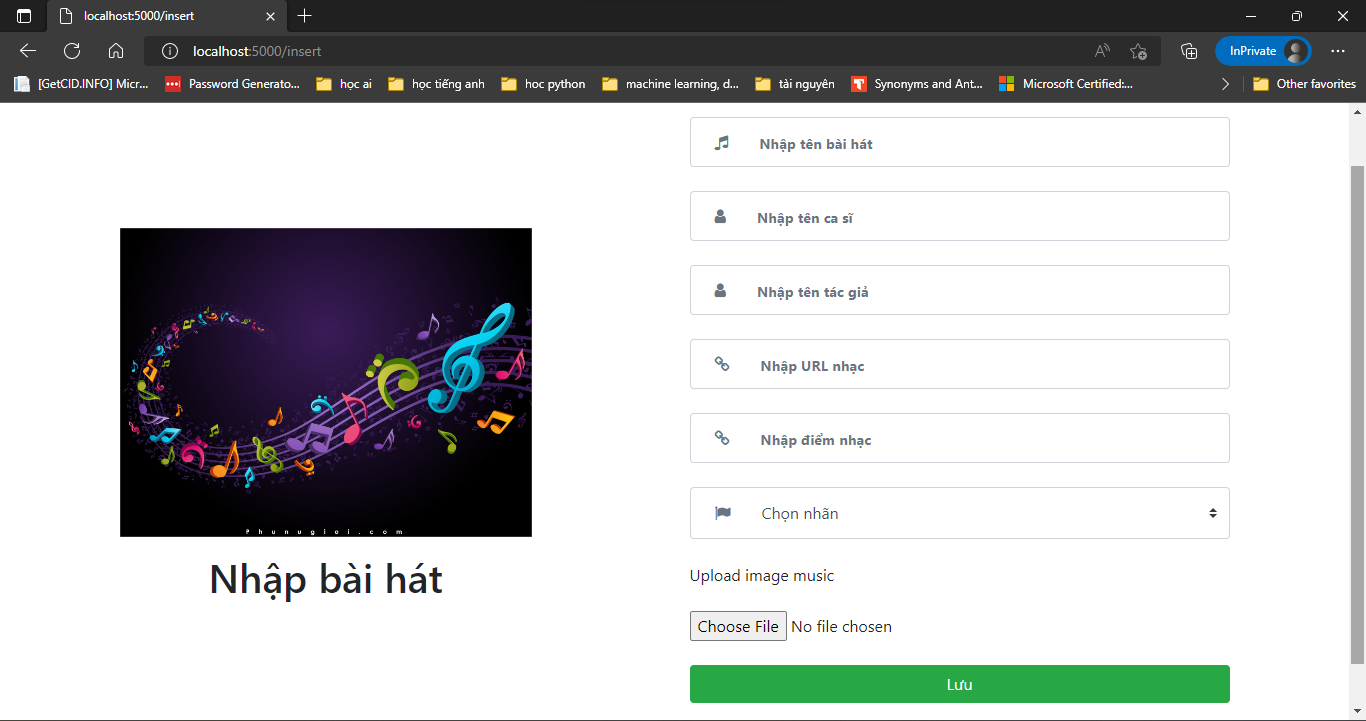 localhost:5000/insert
localhost:5000/insert
InPrivate
[GetCID.INFO] Micr...
Password Generato...
học ai
học tiếng anh
hoc python
machine learning, d...
tài nguyên
Synonyms and Ant...
Microsoft Certified:...
Other favorites
Nhập tên bài hát
Nhập tên ca sĩ
Nhập tên tác giả
Nhập URL nhạc
Nhập điểm nhạc
Chọn nhãn
Upload image music
Choose File No file chosen
Lưu
Phunugioi.com
Nhập bài hát